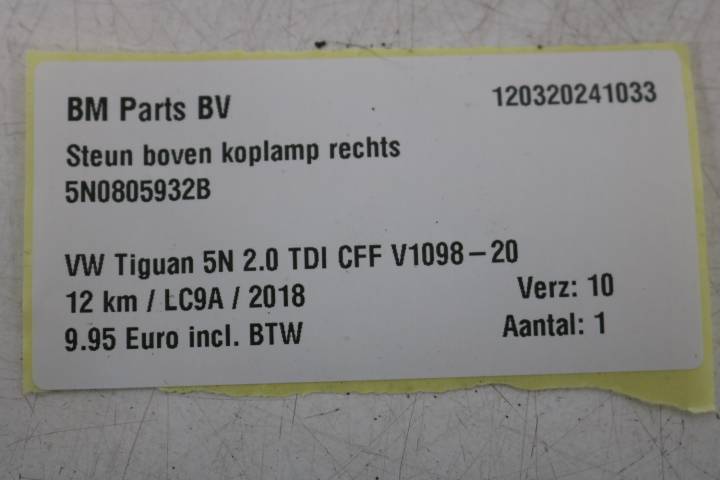 BM Parts BV 120320241033
Steun boven koplamp rechts
5N0805932B
VW Tiguan 5N 2.0 TDI CFF V1098-20
12 km / LC9A / 2018 Verz: 10
9.95 Euro incl. BTW Aantal: 1